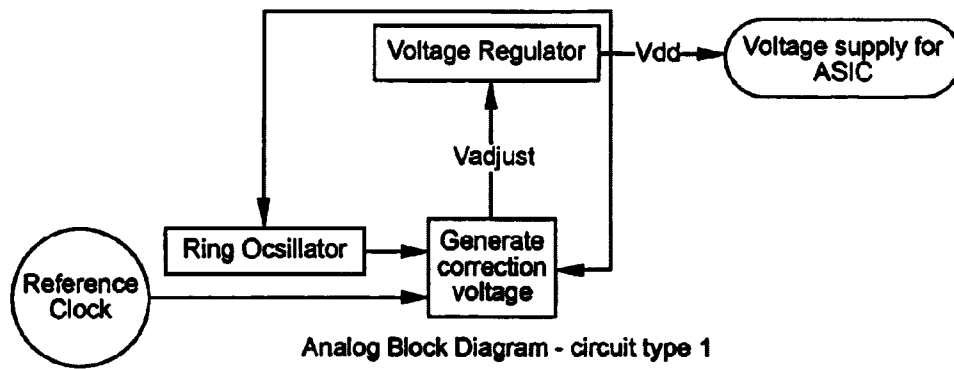 Voltage Regulator
Vdd
Voltage supply for
ASIC
Vadjust
Ring Ocsillator
Generate
correction
voltage
Reference
Clock
Analog Block Diagram - circuit type 1